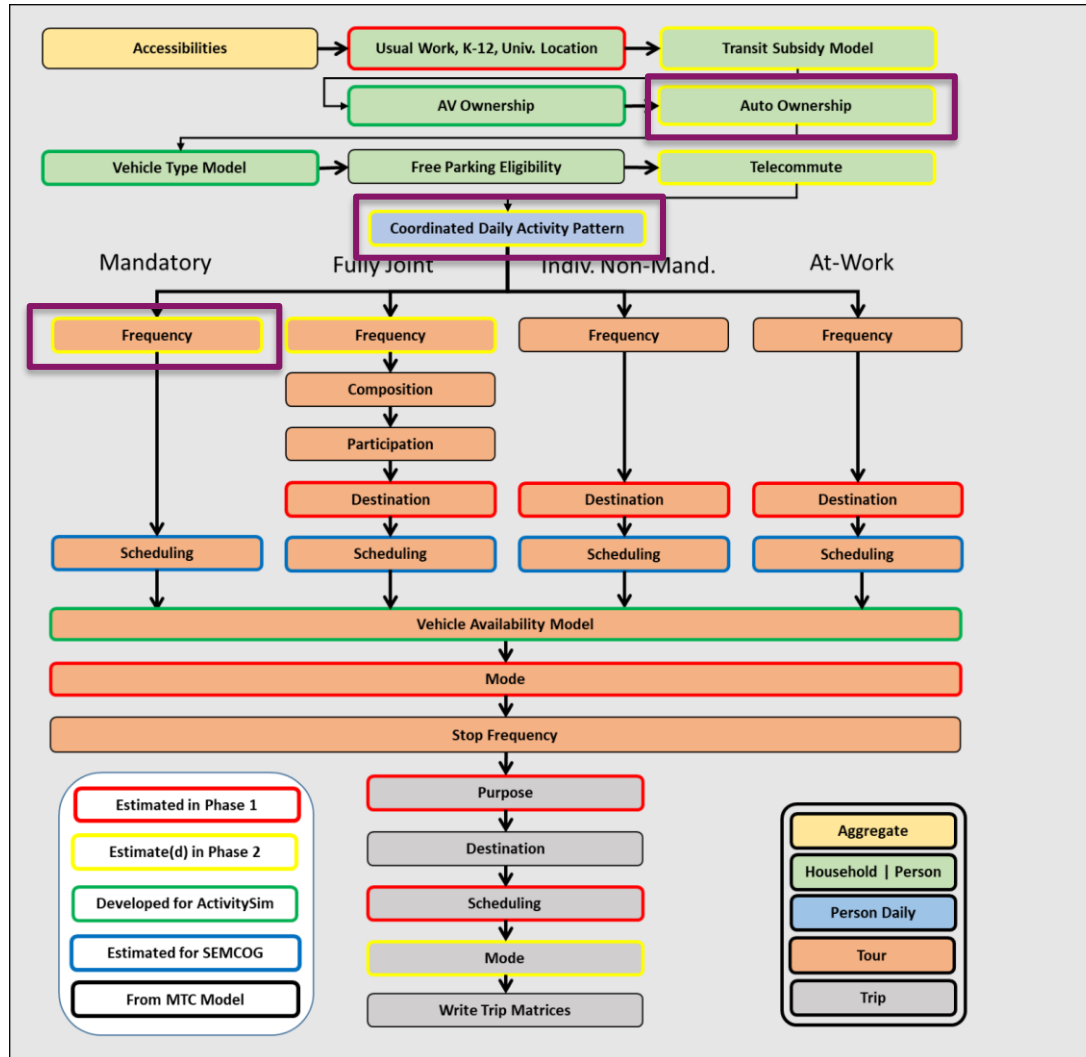 Accessibilities
Usual Work, K-12, Univ. Location
Transit Subsidy Model
AV Ownership
Auto Ownership
Vehicle Type Model
Free Parking Eligibility
Telecommute
Coordinated Daily Activity Pattern
Mandatory
Fully Joint
Indiv. Non-Mand.
At-Work
Frequency
Frequency
Frequency
Frequency
Composition
Participation
Destination
Destination
Destination
Scheduling
Scheduling
Scheduling
Scheduling
Vehicle Availability Model
Mode
Stop Frequency
Purpose
Destination
Scheduling
Mode
Write Trip Matrices
Estimated in Phase 1
Estimate(d) in Phase 2
Developed for ActivitySim
Estimated for SEMCOG
From MTC Model
Aggregate
Household | Person
Person Daily
Tour
Trip